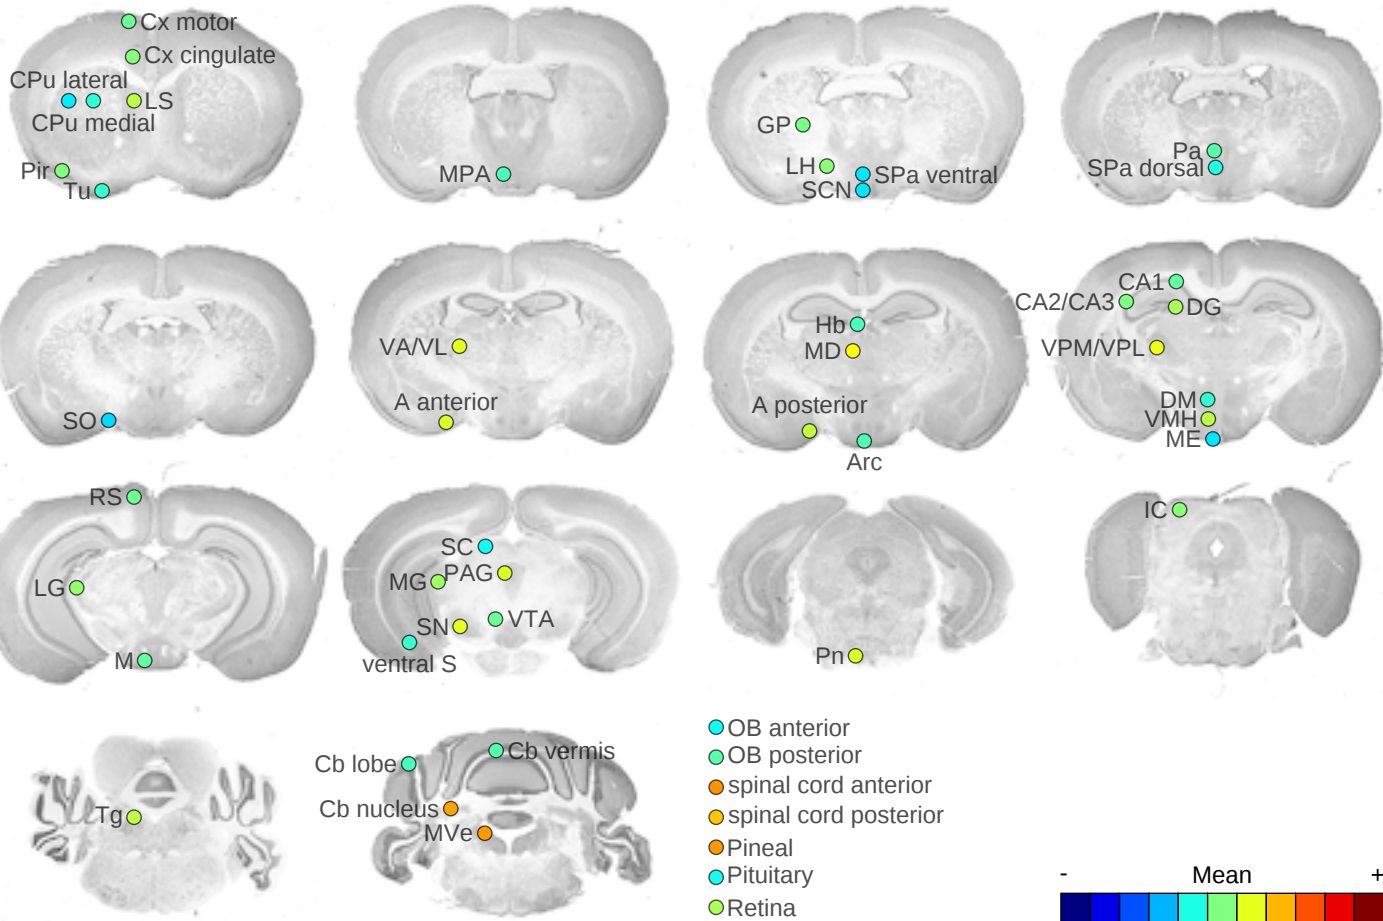 Cx motor
Cx cingulate
CPu lateral
LS
CPu medial
Pir
Tu
MPA
GP
LH
SPa ventral
SCN
Pa
SPa dorsal
SO
VA/VL
A anterior
Hb
MD
A posterior
Arc
CA1
CA2/CA3
DG
VPM/VPL
DM
VMH
ME
RS
LG
M
SC
PAG
MG
SN
VTA
ventral S
Pn
IC
Tg
Cb lobe
Cb vermis
Cb nucleus
MVe
OB anterior
OB posterior
spinal cord anterior
spinal cord posterior
Pineal
Pituitary
Retina
- Mean +